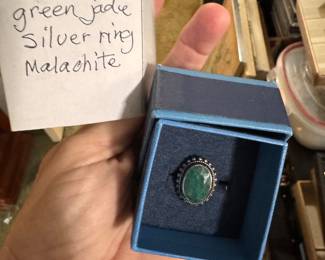 green jade
silver ring
Malachite